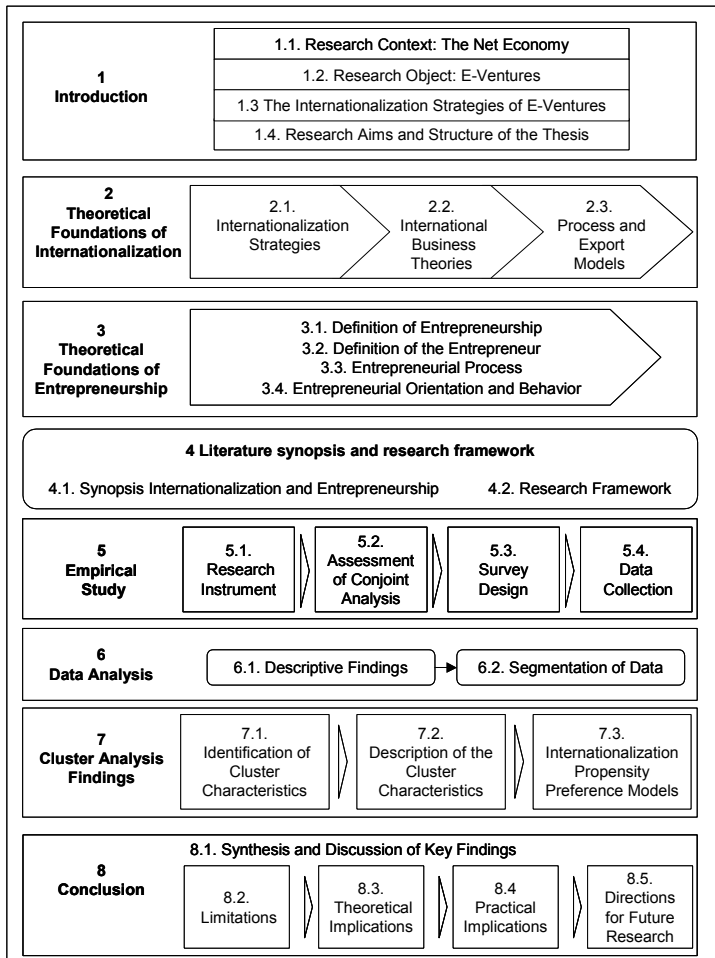 1
Introduction
1.1. Research Context: The Net Economy
1.2. Research Object: E-Ventures
1.3 The Internationalization Strategies of E-Ventures
1.4. Research Aims and Structure of the Thesis
2
Theoretical
Foundations of
Internationalization
2.1.
Internationalization
Strategies
2.2.
International
Business
Theories
2.3.
Process and
Export
Models
3
Theoretical
Foundations of
Entrepreneurship
3.1. Definition of Entrepreneurship
3.2. Definition of the Entrepreneur
3.3. Entrepreneurial Process
3.4. Entrepreneurial Orientation and Behavior
4 Literature synopsis and research framework
4.1. Synopsis Internationalization and Entrepreneurship
4.2. Research Framework
5
Empirical
Study
5.1.
Research
Instrument
5.2.
Assessment
of Conjoint
Analysis
5.3.
Survey
Design
5.4.
Data
Collection
6
Data Analysis
6.1. Descriptive Findings
6.2. Segmentation of Data
7
Cluster Analysis
Findings
7.1.
Identification of
Cluster
Characteristics
7.2.
Description of the
Cluster
Characteristics
7.3.
Internationalization
Propensity
Preference Models
8
Conclusion
8.1. Synthesis and Discussion of Key Findings
8.2.
Limitations
8.3.
Theoretical
Implications
8.4
Practical
Implications
8.5.
Directions
for Future
Research